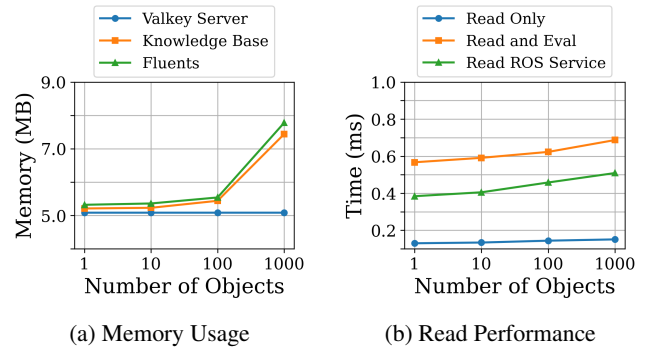 Valkey Server
Knowledge Base
Fluents
Memory (MB)
9.0
7.0
5.0
1 10 100 1000
Number of Objects
(a) Memory Usage
Read Only
Read and Eval
Read ROS Service
Time (ms)
1.0
0.8
0.6
0.4
0.2
1 10 100 1000
Number of Objects
(b) Read Performance